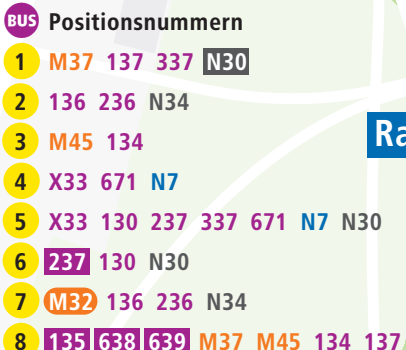 BUS Positionsnummern
1 M37 137 337 N30
2 136 236 N34
3 M45 134
Ra
4 X33 671 N7
5 X33 130 237 337 671 N7 N30
6 237 130 N30
7 M32 136 236 N34
8 135 638 639 M37 M45 134 137/